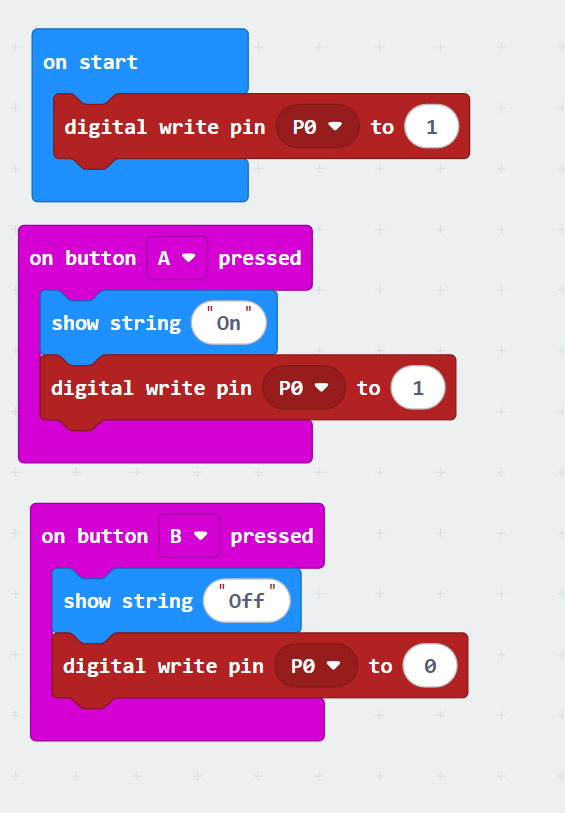 on start
digital write pin P0 to 1
on button A pressed
show string "On"
digital write pin P0 to 1
on button B pressed
show string "Off"
digital write pin P0 to 0